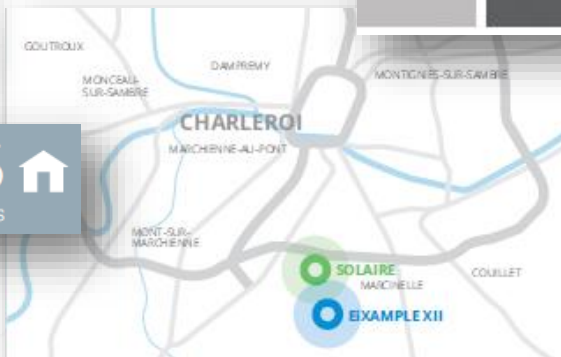 GOUTROUX
DAMPREMY
MONCEAU-
SUR-SAMBRE
MONTIGNIES-SUR-SAMBRE
CHARLEROI
MARCHIENNE-AU-PONT
MONT-SUR-
MARCHIENNE
SOLAIRE
MARCINELLE
COUILLET
EIXAMPLE XII